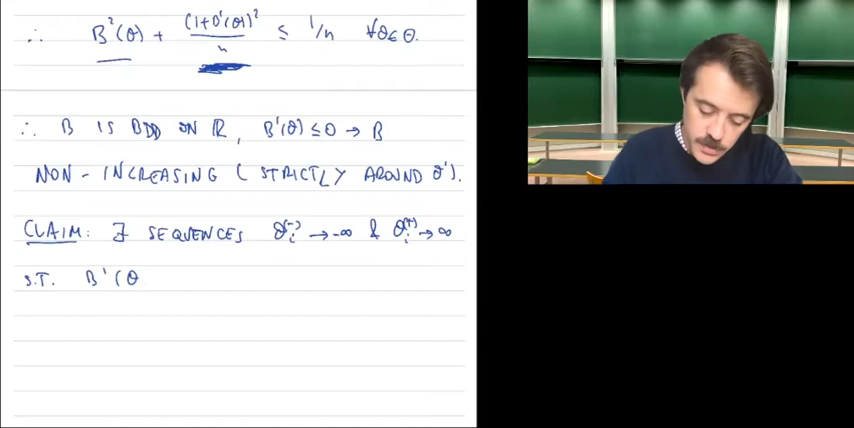 ∴ B²(θ) + (1+θ'(θ))²/n ≤ 1/n ∀θ∈Θ.
∴ B IS BDD ON ℝ, B'(θ) ≤ 0 → B
NON-INCREASING (STRICTLY AROUND θ').
CLAIM: ∃ SEQUENCES θᵢ⁽⁻⁾ → -∞ & θᵢ⁽⁺⁾ → ∞
S.T. B'(θ